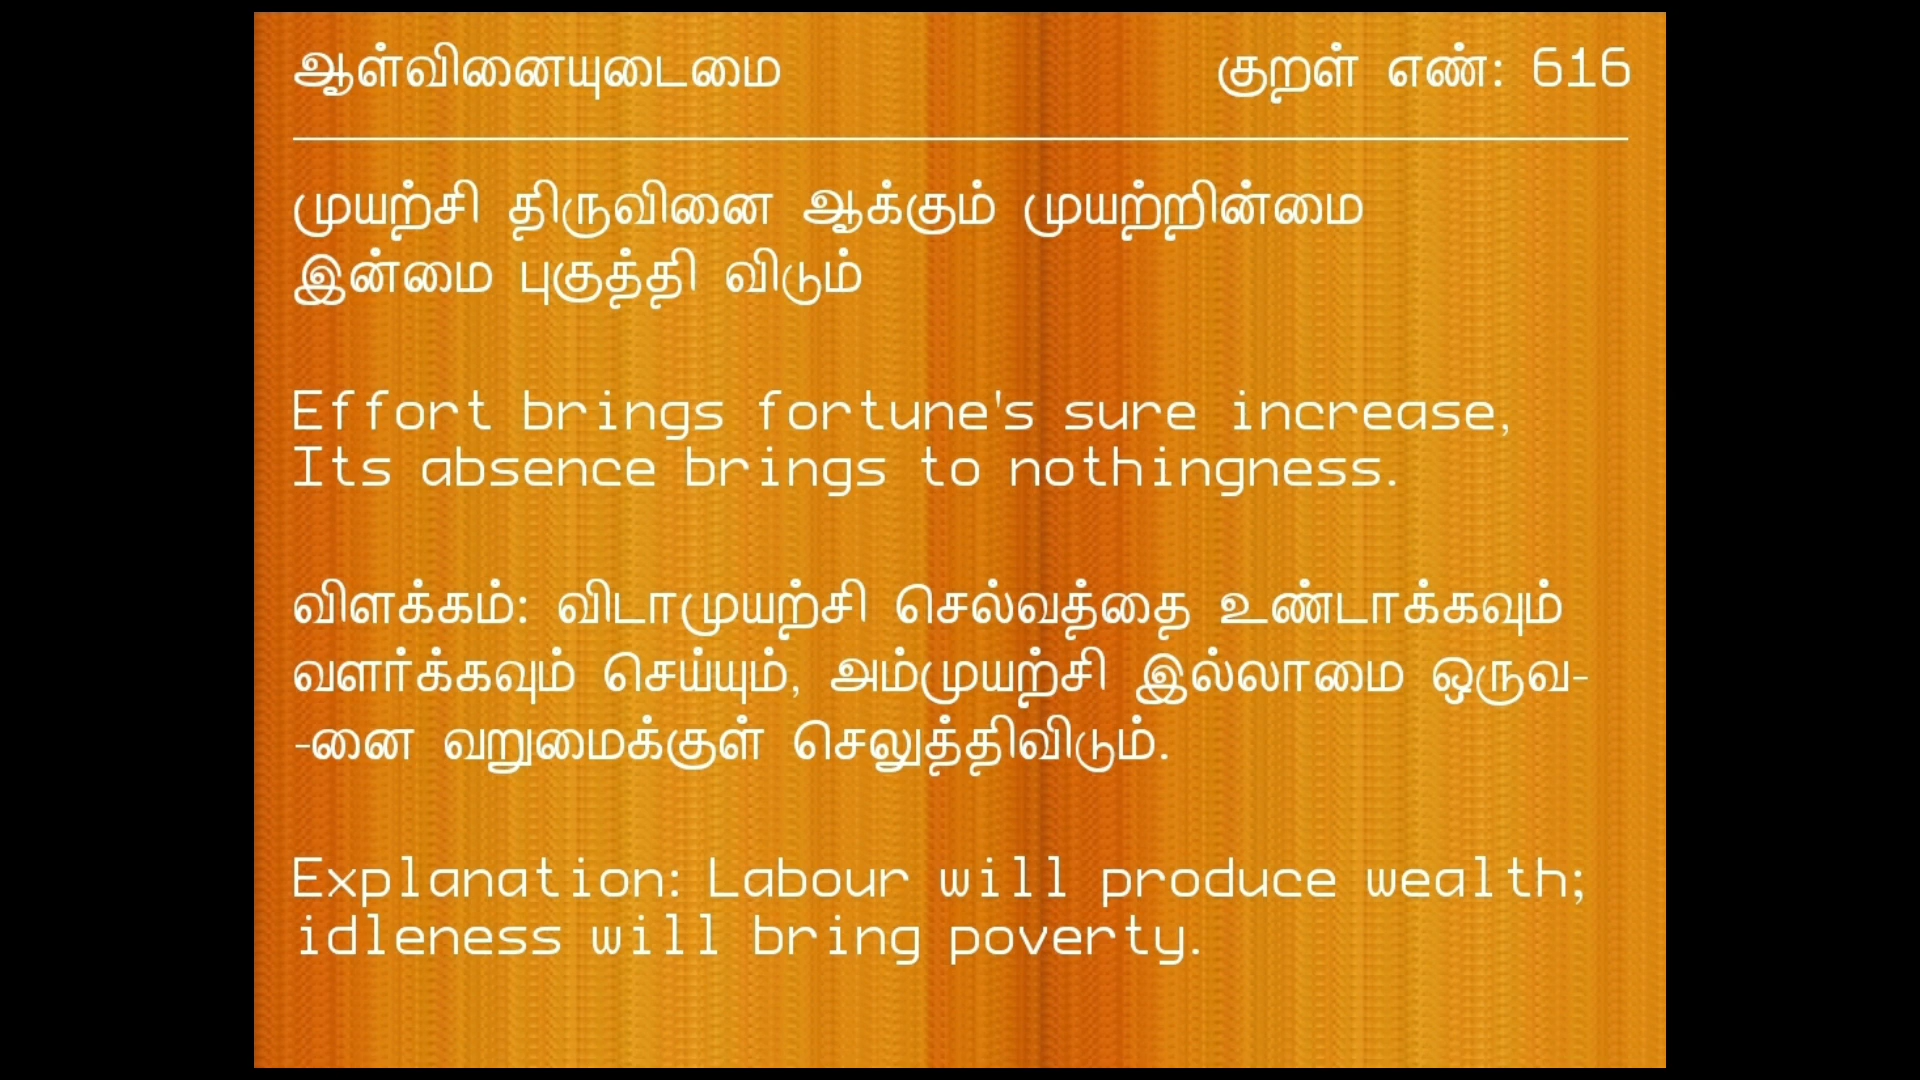 ஆள்வினையுடைமை குறள் எண்: 616
முயற்சி திருவினை ஆக்கும் முயற்றின்மை
இன்மை புகுத்தி விடும்
Effort brings fortune's sure increase,
Its absence brings to nothingness.
விளக்கம்: விடாமுயற்சி செல்வத்தை உண்டாக்கவும்
வளர்க்கவும் செய்யும், அம்முயற்சி இல்லாமை ஒருவ-
-னை வறுமைக்குள் செலுத்திவிடும்.
Explanation: Labour will produce wealth;
idleness will bring poverty.